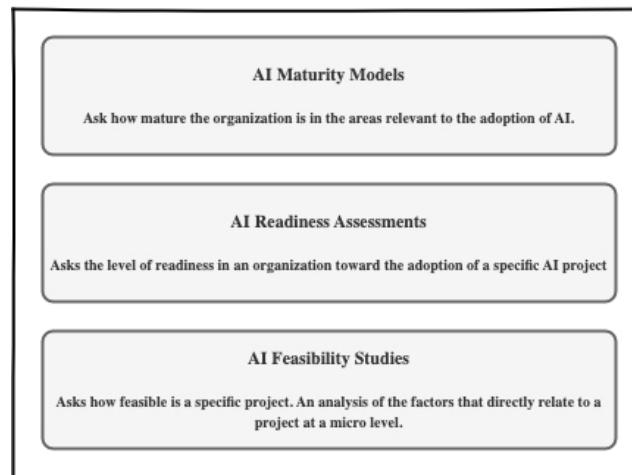 AI Maturity Models
Ask how mature the organization is in the areas relevant to the adoption of AI.
AI Readiness Assessments
Asks the level of readiness in an organization toward the adoption of a specific AI project
AI Feasibility Studies
Asks how feasible is a specific project. An analysis of the factors that directly relate to a
project at a micro level.